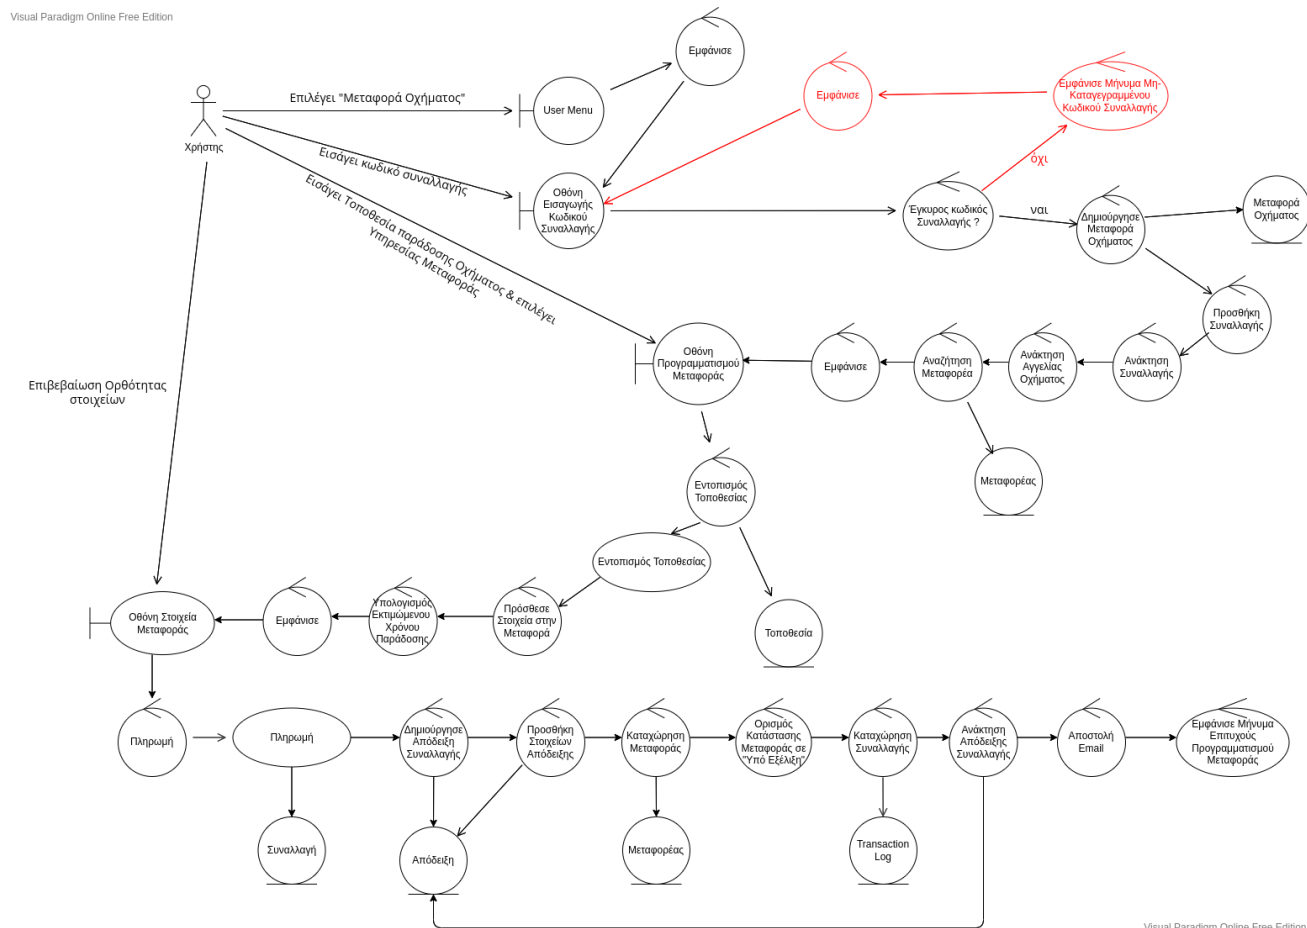 Visual Paradigm Online Free Edition
Εμφάνισε
Επιλέγει "Μεταφορά Οχήματος"
User Menu
Εμφάνισε
Εμφάνισε Μήνυμα Μη-
Καταγεγραμμένου
Κωδικού Συναλλαγής
Χρήστης
Εισάγει κωδικό συναλλαγής
όχι
Οθόνη
Εισαγωγής
Κωδικού
Συναλλαγής
Έγκυρος κωδικός
Συναλλαγής ?
ναι
Δημιούργησε
Μεταφορά
Οχήματος
Μεταφορά
Οχήματος
Εισάγει Τοποθεσία παράδοσης Οχήματος & επιλέγει
Υπηρεσίας Μεταφοράς
Προσθήκη
Συναλλαγής
Οθόνη
Προγραμματισμού
Μεταφοράς
Εμφάνισε
Αναζήτηση
Μεταφορέα
Ανάκτηση
Αγγελίας
Οχήματος
Ανάκτηση
Συναλλαγής
Επιβεβαίωση Ορθότητας
στοιχείων
Εντοπισμός
Τοποθεσίας
Μεταφορέας
Εντοπισμός Τοποθεσίας
Οθόνη Στοιχεία
Μεταφοράς
Εμφάνισε
Υπολογισμός
Εκτιμώμενου
Χρόνου
Παράδοσης
Πρόσθεσε
Στοιχεία στην
Μεταφορά
Τοποθεσία
Πληρωμή
Πληρωμή
Δημιούργησε
Απόδειξη
Συναλλαγής
Προσθήκη
Στοιχείων
Απόδειξης
Καταχώρηση
Μεταφοράς
Ορισμός
Κατάστασης
Μεταφοράς σε
"Υπό Εξέλιξη"
Καταχώρηση
Συναλλαγής
Ανάκτηση
Απόδειξης
Συναλλαγής
Αποστολή
Email
Εμφάνισε Μήνυμα
Επιτυχούς
Προγραμματισμού
Μεταφοράς
Συναλλαγή
Απόδειξη
Μεταφορέας
Transaction
Log
Visual Paradigm Online Free Edition